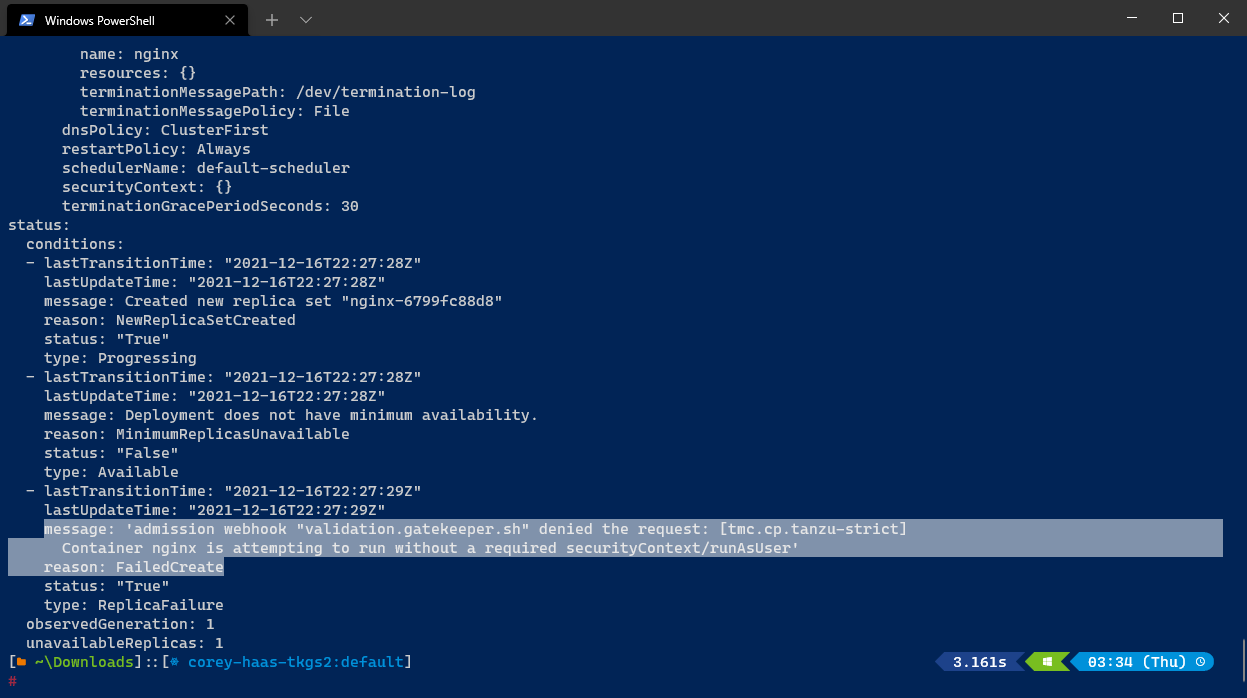 Windows PowerShell
        name: nginx
        resources: {}
        terminationMessagePath: /dev/termination-log
        terminationMessagePolicy: File
      dnsPolicy: ClusterFirst
      restartPolicy: Always
      schedulerName: default-scheduler
      securityContext: {}
      terminationGracePeriodSeconds: 30
status:
  conditions:
  - lastTransitionTime: "2021-12-16T22:27:28Z"
    lastUpdateTime: "2021-12-16T22:27:28Z"
    message: Created new replica set "nginx-6799fc88d8"
    reason: NewReplicaSetCreated
    status: "True"
    type: Progressing
  - lastTransitionTime: "2021-12-16T22:27:28Z"
    lastUpdateTime: "2021-12-16T22:27:28Z"
    message: Deployment does not have minimum availability.
    reason: MinimumReplicasUnavailable
    status: "False"
    type: Available
  - lastTransitionTime: "2021-12-16T22:27:29Z"
    lastUpdateTime: "2021-12-16T22:27:29Z"
    message: 'admission webhook "validation.gatekeeper.sh" denied the request: [tmc.cp.tanzu-strict]
      Container nginx is attempting to run without a required securityContext/runAsUser'
    reason: FailedCreate
    status: "True"
    type: ReplicaFailure
  observedGeneration: 1
  unavailableReplicas: 1
[~\Downloads]::[⎈ corey-haas-tkgs2:default] 3.161s 03:34 (Thu)
#